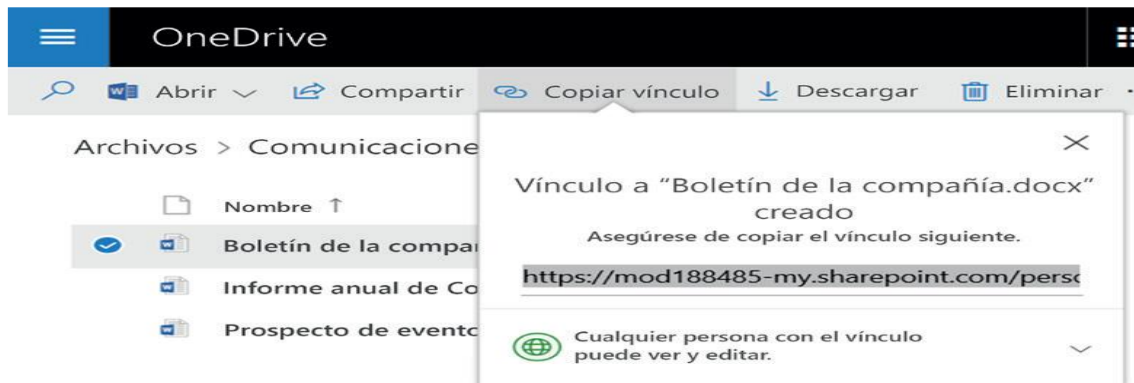 OneDrive
Abrir Compartir Copiar vínculo Descargar Eliminar
Archivos > Comunicacione
Vínculo a “Boletín de la compañía.docx”
creado
Asegúrese de copiar el vínculo siguiente.
https://mod188485-my.sharepoint.com/perso
Nombre ↑
Boletín de la compañ
Informe anual de Co
Prospecto de evento
Cualquier persona con el vínculo
puede ver y editar.